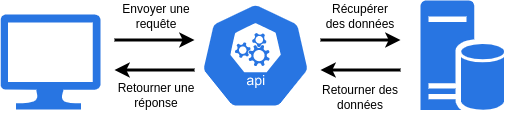 Envoyer une
requête
Récupérer
des données
api
Retourner une
réponse
Retourner des
données